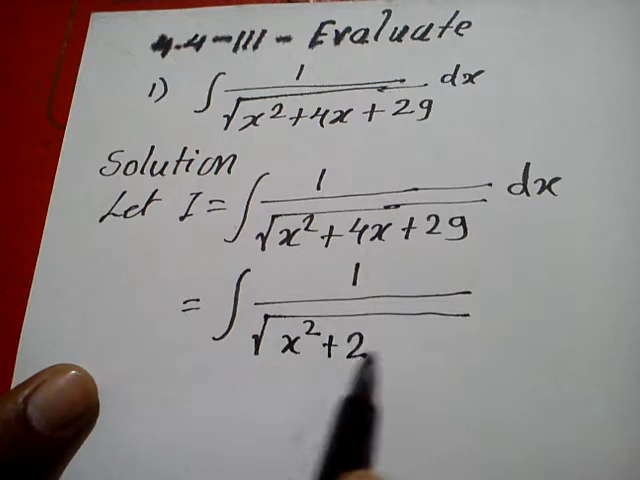 4.4-III - Evaluate
1) ∫ 1/√(x²+4x+29) dx
Solution
Let I = ∫ 1/√(x²+4x+29) dx
= ∫ 1/√(x²+2